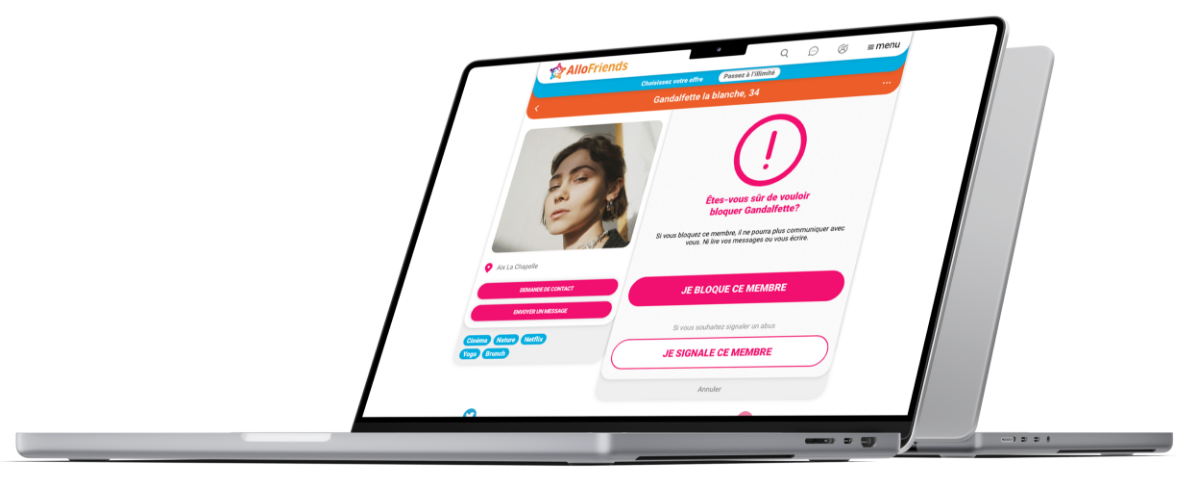 AlloFriends
menu
Choisissez votre offre
Passez à l'illimité
Gandalfette la blanche, 34
Aix La Chapelle
DEMANDE DE CONTACT
ENVOYER UN MESSAGE
Cinéma Nature Netflix
Yoga Brunch
Êtes-vous sûr de vouloir
bloquer Gandalfette?
Si vous bloquez ce membre, il ne pourra plus communiquer avec
vous. Ni lire vos messages ou vous écrire.
JE BLOQUE CE MEMBRE
Si vous souhaitez signaler un abus
JE SIGNALE CE MEMBRE
Annuler